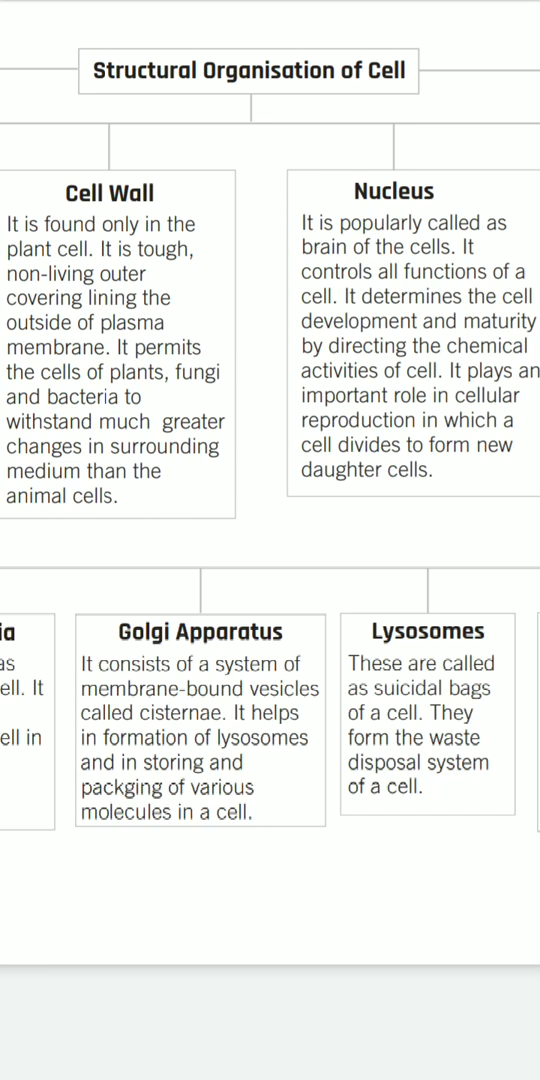 Structural Organisation of Cell
Cell Wall
It is found only in the
plant cell. It is tough,
non-living outer
covering lining the
outside of plasma
membrane. It permits
the cells of plants, fungi
and bacteria to
withstand much greater
changes in surrounding
medium than the
animal cells.
Nucleus
It is popularly called as
brain of the cells. It
controls all functions of a
cell. It determines the cell
development and maturity
by directing the chemical
activities of cell. It plays an
important role in cellular
reproduction in which a
cell divides to form new
daughter cells.
ia
as
ell. It
ell in
Golgi Apparatus
It consists of a system of
membrane-bound vesicles
called cisternae. It helps
in formation of lysosomes
and in storing and
packging of various
molecules in a cell.
Lysosomes
These are called
as suicidal bags
of a cell. They
form the waste
disposal system
of a cell.